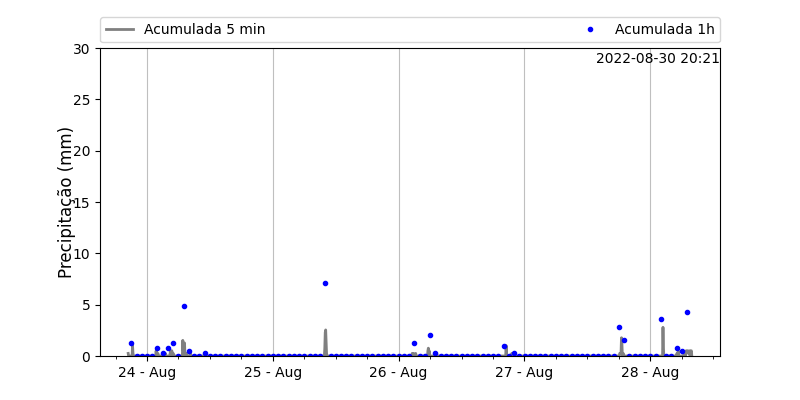 Acumulada 5 min
Acumulada 1h
2022-08-30 20:21
Precipitação (mm)
30
25
20
15
10
5
0
24 - Aug
25 - Aug
26 - Aug
27 - Aug
28 - Aug